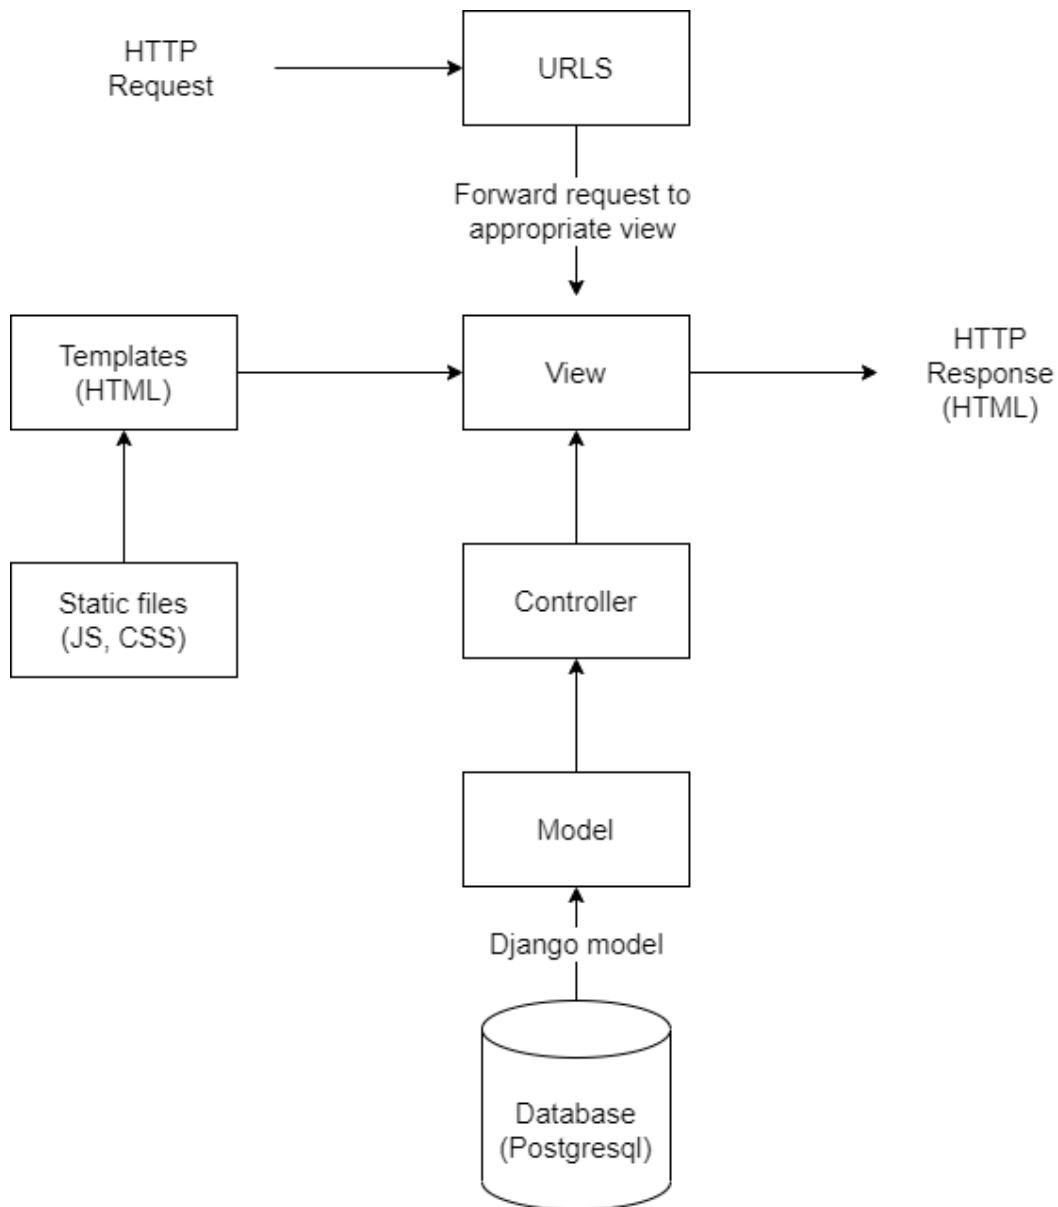 HTTP
Request
URLS
Forward request to
appropriate view
Templates
(HTML)
View
HTTP
Response
(HTML)
Static files
(JS, CSS)
Controller
Model
Django model
Database
(Postgresql)